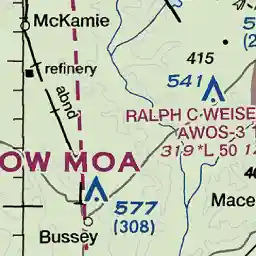 McKamie
refinery
abnd
415
541
RALPH C WEISE
AWOS-3
319 *L 50
OW MOA
577
(308)
Mace
Bussey